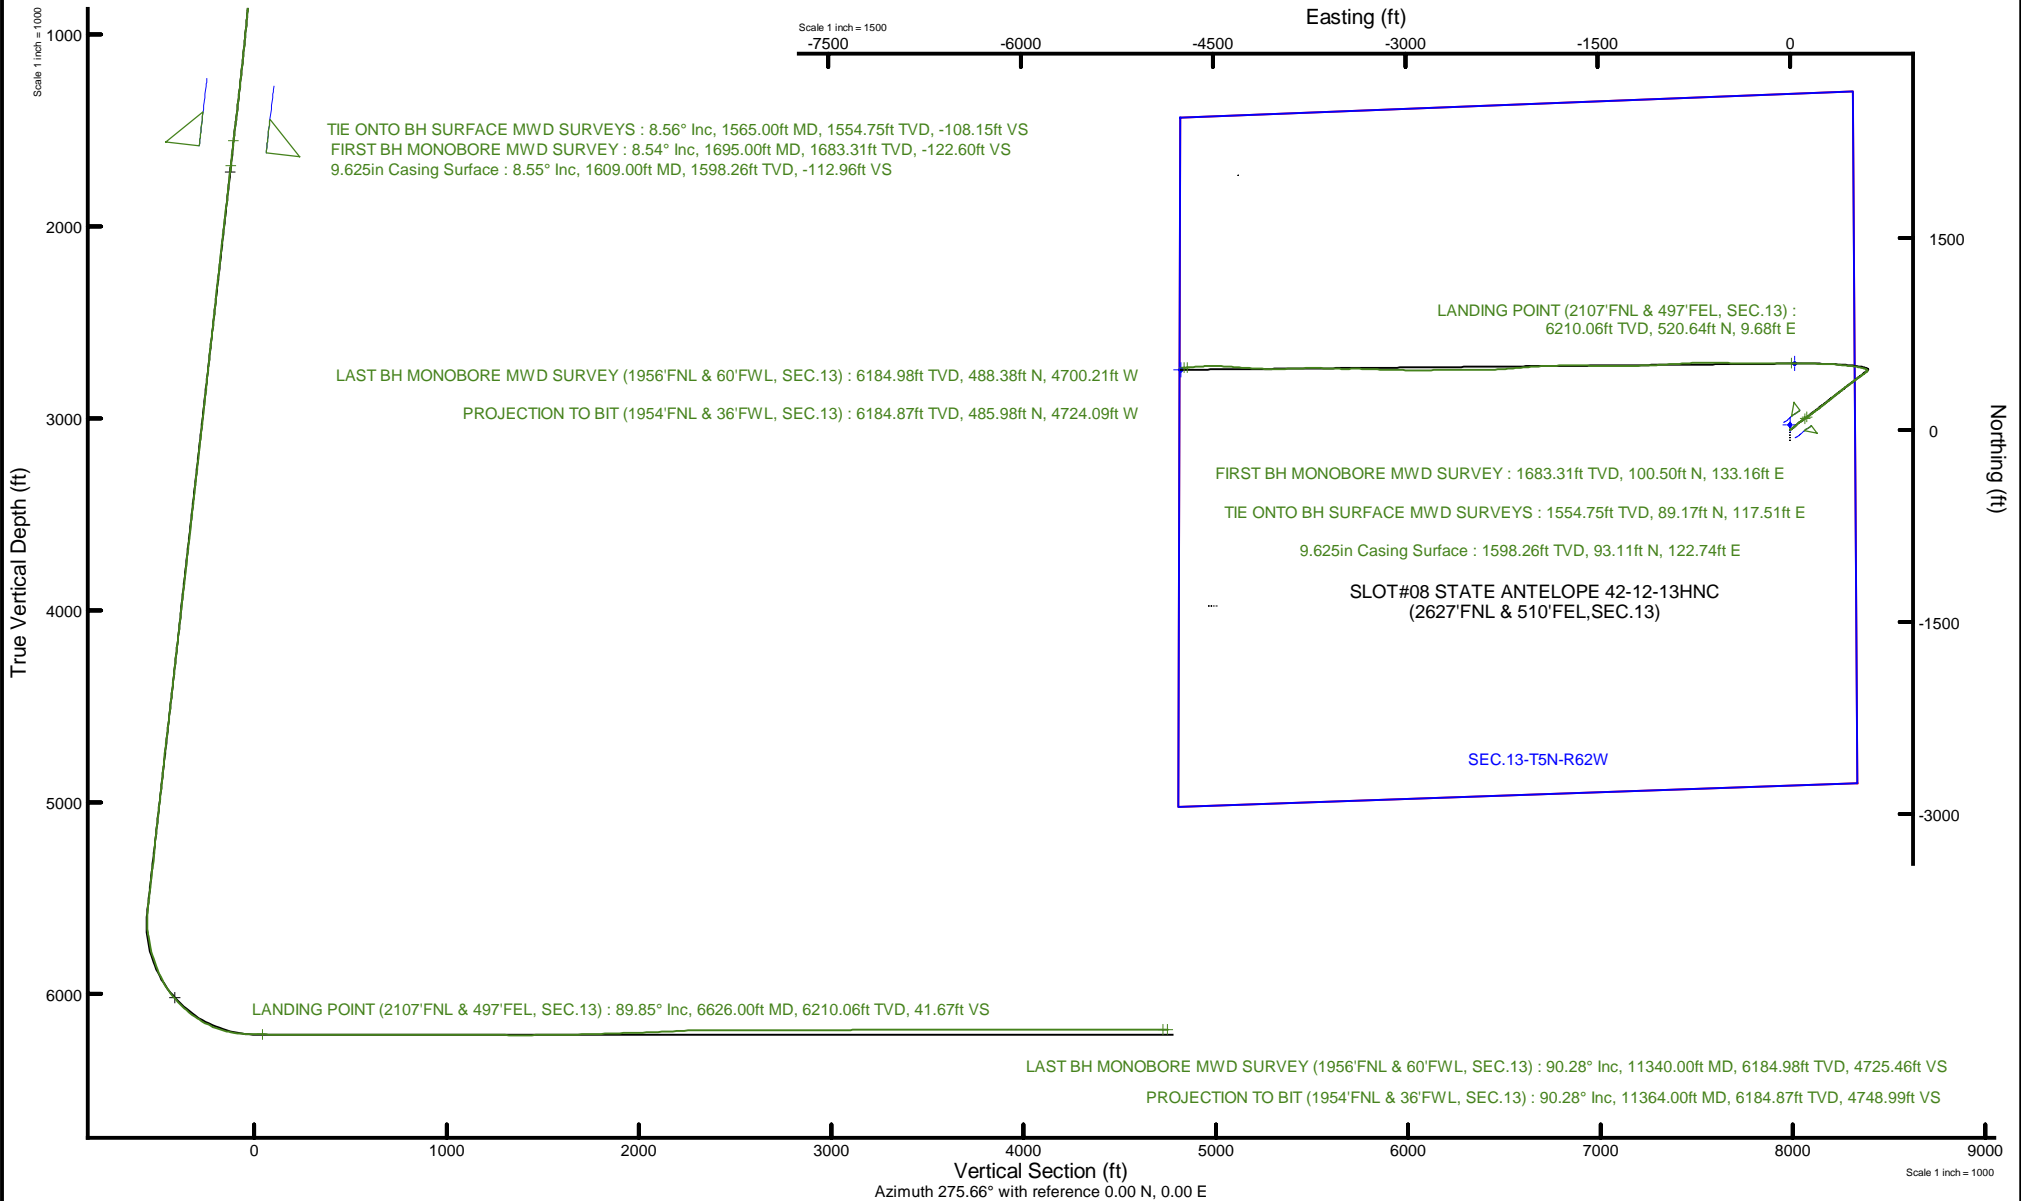 Scale 1 inch = 1000
Easting (ft)
Scale 1 inch = 1500
-7500 -6000 -4500 -3000 -1500 0
1000
2000
3000
4000
5000
6000
True Vertical Depth (ft)
TIE ONTO BH SURFACE MWD SURVEYS : 8.56° Inc, 1565.00ft MD, 1554.75ft TVD, -108.15ft VS
FIRST BH MONOBORE MWD SURVEY : 8.54° Inc, 1695.00ft MD, 1683.31ft TVD, -122.60ft VS
9.625in Casing Surface : 8.55° Inc, 1609.00ft MD, 1598.26ft TVD, -112.96ft VS
1500
0
-1500
-3000
Northing (ft)
LANDING POINT (2107'FNL & 497'FEL, SEC.13) :
6210.06ft TVD, 520.64ft N, 9.68ft E
LAST BH MONOBORE MWD SURVEY (1956'FNL & 60'FWL, SEC.13) : 6184.98ft TVD, 488.38ft N, 4700.21ft W
PROJECTION TO BIT (1954'FNL & 36'FWL, SEC.13) : 6184.87ft TVD, 485.98ft N, 4724.09ft W
FIRST BH MONOBORE MWD SURVEY : 1683.31ft TVD, 100.50ft N, 133.16ft E
TIE ONTO BH SURFACE MWD SURVEYS : 1554.75ft TVD, 89.17ft N, 117.51ft E
9.625in Casing Surface : 1598.26ft TVD, 93.11ft N, 122.74ft E
SLOT#08 STATE ANTELOPE 42-12-13HNC
(2627'FNL & 510'FEL,SEC.13)
SEC.13-T5N-R62W
LANDING POINT (2107'FNL & 497'FEL, SEC.13) : 89.85° Inc, 6626.00ft MD, 6210.06ft TVD, 41.67ft VS
LAST BH MONOBORE MWD SURVEY (1956'FNL & 60'FWL, SEC.13) : 90.28° Inc, 11340.00ft MD, 6184.98ft TVD, 4725.46ft VS
PROJECTION TO BIT (1954'FNL & 36'FWL, SEC.13) : 90.28° Inc, 11364.00ft MD, 6184.87ft TVD, 4748.99ft VS
0 1000 2000 3000 4000 5000 6000 7000 8000 9000
Vertical Section (ft)
Scale 1 inch = 1000
Azimuth 275.66° with reference 0.00 N, 0.00 E